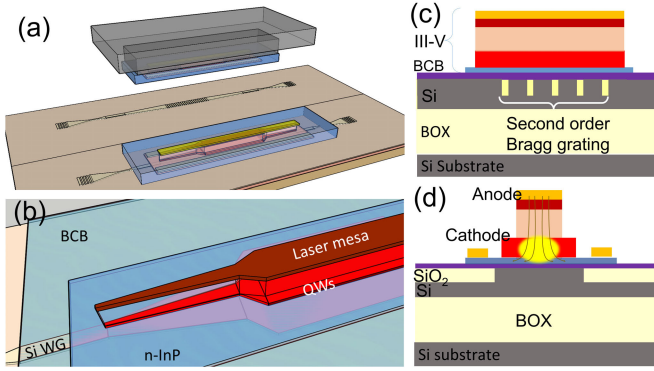 (a)
(b)
BCB
Laser mesa
QWs
Si WG
n-InP
(c)
III-V
BCB
Si
BOX
Second order
Bragg grating
Si Substrate
(d)
Anode
Cathode
SiO2
Si
BOX
Si substrate